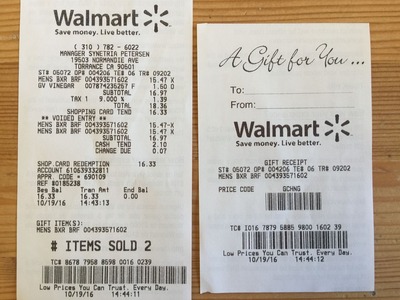 Walmart
Save money. Live better.
( 310 ) 782 - 6022
MANAGER SYNETRIA PETERSEN
19503 NORMANDIE AVE
TORRANCE CA 90501
ST# 05072 OP# 004206 TE# 06 TR# 09202
MENS BXR BRF 004393571602 15.47 X
GV VINEGAR 007874235267 F 1.50 O
SUBTOTAL 16.97
TAX 1 9.000 % 1.39
TOTAL 18.36
SHOPPING CARD TEND 16.33
** VOIDED ENTRY **
MENS BXR BRF 004393571602 15.47 X
MENS BXR BRF 004393571602 15.47 X
SUBTOTAL 16.97
CASH TEND 2.10
CHANGE DUE 0.07
SHOP CARD REDEMPTION 16.33
ACCOUNT 610639332811
APPR. CODE * 690109
REF #0185238
Beg Bal Tran Amt End Bal
16.33 16.33 0.00
10/19/16 14:44:13
GIFT ITEM(S):
MENS BXR BRF 004393571602
# ITEMS SOLD 2
TC# 8678 7958 8598 0016 0239
Low Prices You Can Trust. Every Day.
10/19/16 14:44:11
A Gift for You ...
To:
From:
Walmart
Save money. Live better.
GIFT RECEIPT
ST# 05072 OP# 004206 TE# 06 TR# 09202
MENS BXR BRF 004393571602
PRICE CODE GCHNG
TC# IO16 7879 5885 9800 1602 39
Low Prices You Can Trust. Every Day.
10/19/16 14:44:12